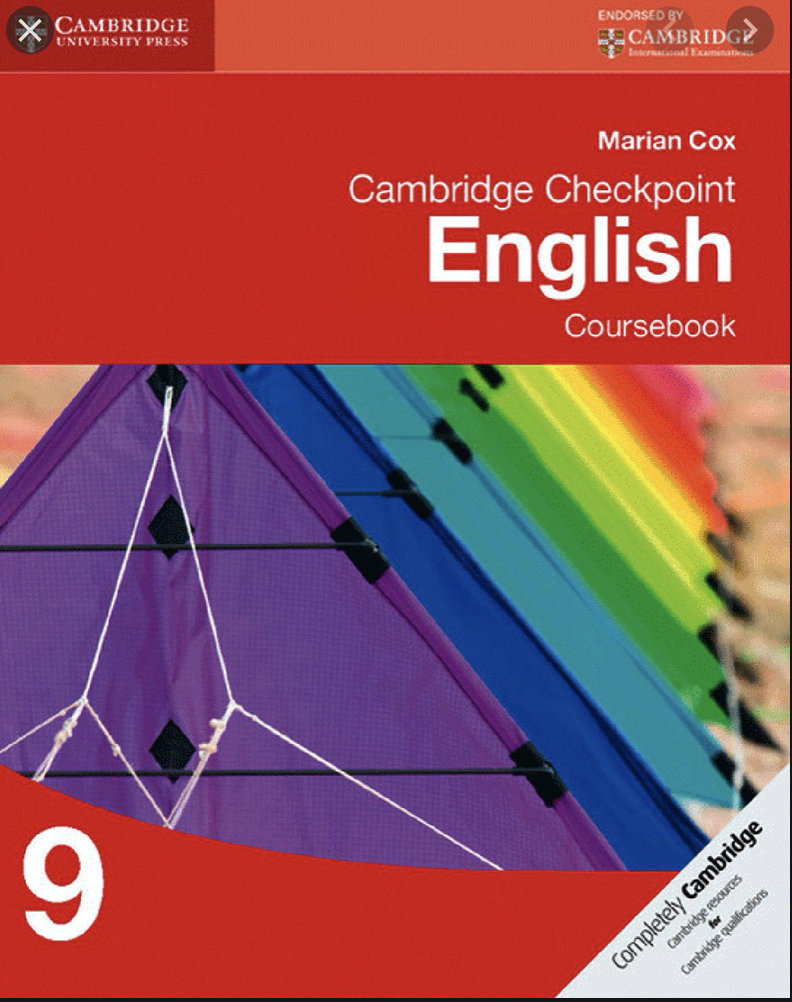 CAMBRIDGE
UNIVERSITY PRESS
ENDORSED BY
CAMBRIDGE
International Examinations
Marian Cox
Cambridge Checkpoint
English
Coursebook
9
Completely Cambridge
Cambridge resources
for
Cambridge qualifications